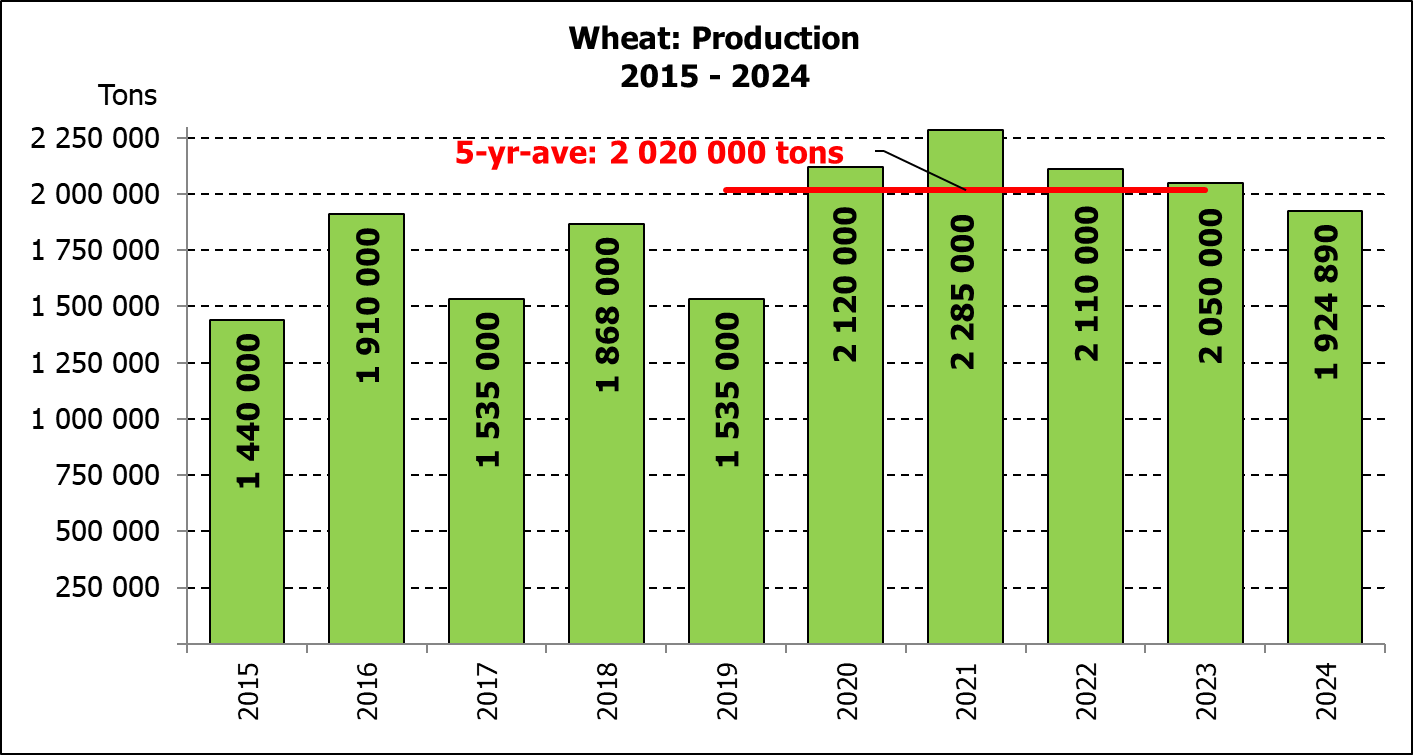 Wheat: Production
2015 - 2024
Tons
2 250 000
2 000 000
1 750 000
1 500 000
1 250 000
1 000 000
750 000
500 000
250 000
5-yr-ave: 2 020 000 tons
1 440 000
1 910 000
1 535 000
1 868 000
1 535 000
2 120 000
2 285 000
2 110 000
2 050 000
1 924 890
2015
2016
2017
2018
2019
2020
2021
2022
2023
2024